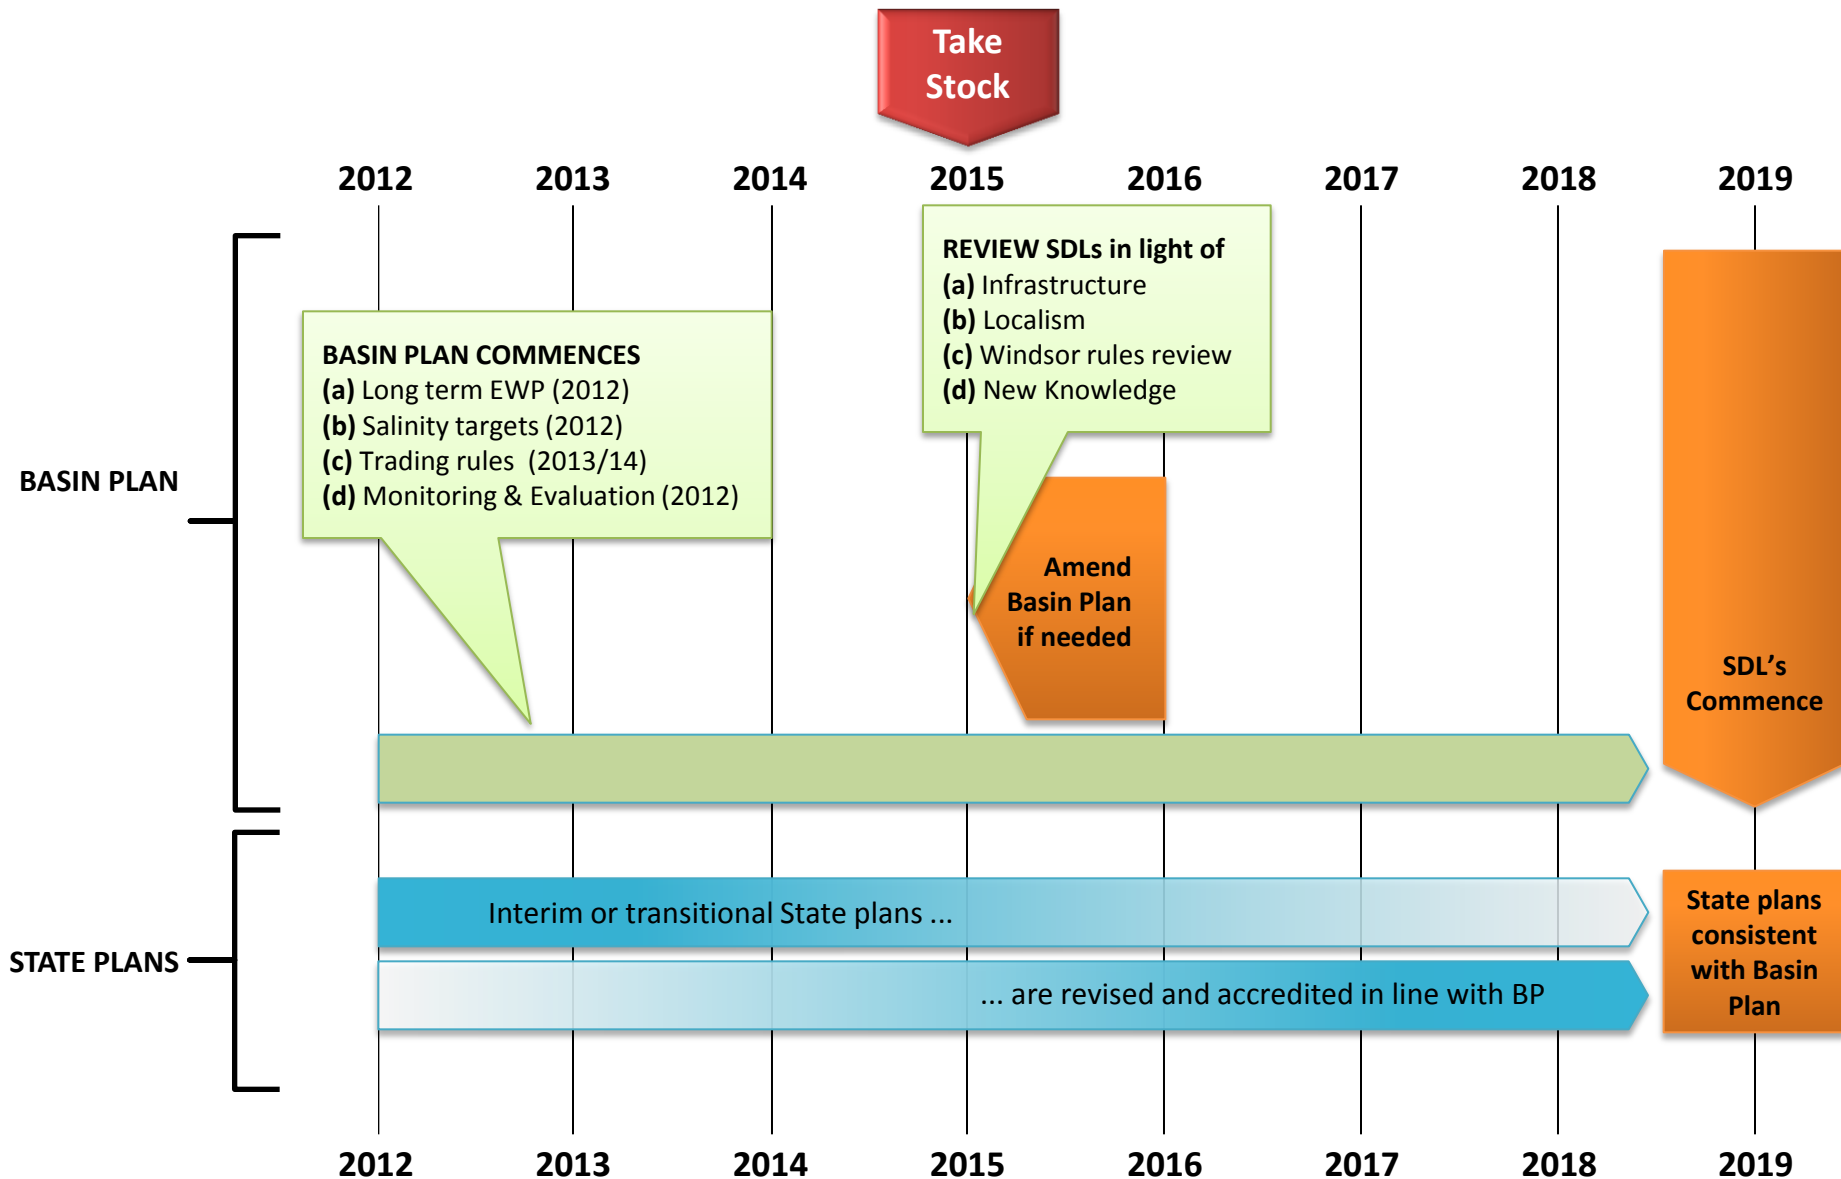 Take
Stock
2012 2013 2014 2015 2016 2017 2018 2019
REVIEW SDLs in light of
(a) Infrastructure
(b) Localism
(c) Windsor rules review
(d) New Knowledge
BASIN PLAN COMMENCES
(a) Long term EWP (2012)
(b) Salinity targets (2012)
(c) Trading rules (2013/14)
(d) Monitoring & Evaluation (2012)
BASIN PLAN
Amend
Basin Plan
if needed
SDL's
Commence
STATE PLANS
Interim or transitional State plans ...
... are revised and accredited in line with BP
State plans
consistent
with Basin
Plan
2012 2013 2014 2015 2016 2017 2018 2019